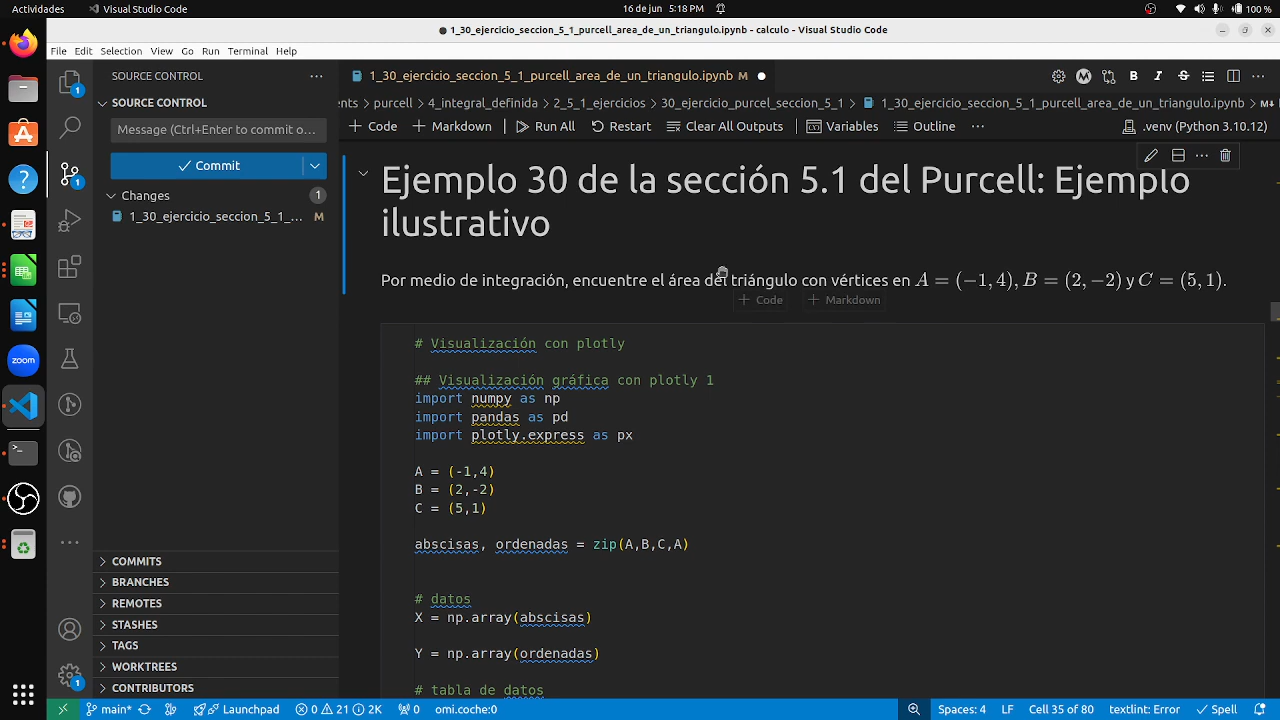 Actividades
Visual Studio Code
16 de jun 5:18 PM
100 %
1_30_ejercicio_seccion_5_1_purcell_area_de_un_triangulo.ipynb - calculo - Visual Studio Code
File Edit Selection View Go Run Terminal Help
SOURCE CONTROL
1_30_ejercicio_seccion_5_1_purcell_area_de_un_triangulo.ipynb M
SOURCE CONTROL
ents > purcell > 4_integral_definida > 2_5_1_ejercicios > 30_ejercicio_purcel_seccion_5_1 > 1_30_ejercicio_seccion_5_1_purcell_area_de_un_triangulo.ipynb > M↓
Message (Ctrl+Enter to commit o...
+ Code + Markdown Run All Restart Clear All Outputs Variables Outline ... .venv (Python 3.10.12)
Commit
Changes 1
1_30_ejercicio_seccion_5_1_... M
Ejemplo 30 de la sección 5.1 del Purcell: Ejemplo
ilustrativo
Por medio de integración, encuentre el área del triángulo con vértices en A = (−1, 4), B = (2, −2) y C = (5, 1).
+ Code + Markdown
# Visualización con plotly
## Visualización gráfica con plotly 1
import numpy as np
import pandas as pd
import plotly.express as px
A = (-1,4)
B = (2,-2)
C = (5,1)
abscisas, ordenadas = zip(A,B,C,A)
# datos
X = np.array(abscisas)
Y = np.array(ordenadas)
# tabla de datos
zoom
COMMITS
BRANCHES
REMOTES
STASHES
TAGS
WORKTREES
CONTRIBUTORS
main* Launchpad 0 21 2K 0 omi.coche:0 Spaces: 4 LF Cell 35 of 80 textlint: Error Spell